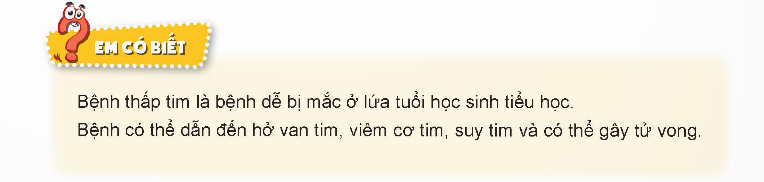 EM CÓ BIẾT
Bệnh thấp tim là bệnh dễ bị mắc ở lứa tuổi học sinh tiểu học.
Bệnh có thể dẫn đến hở van tim, viêm cơ tim, suy tim và có thể gây tử vong.